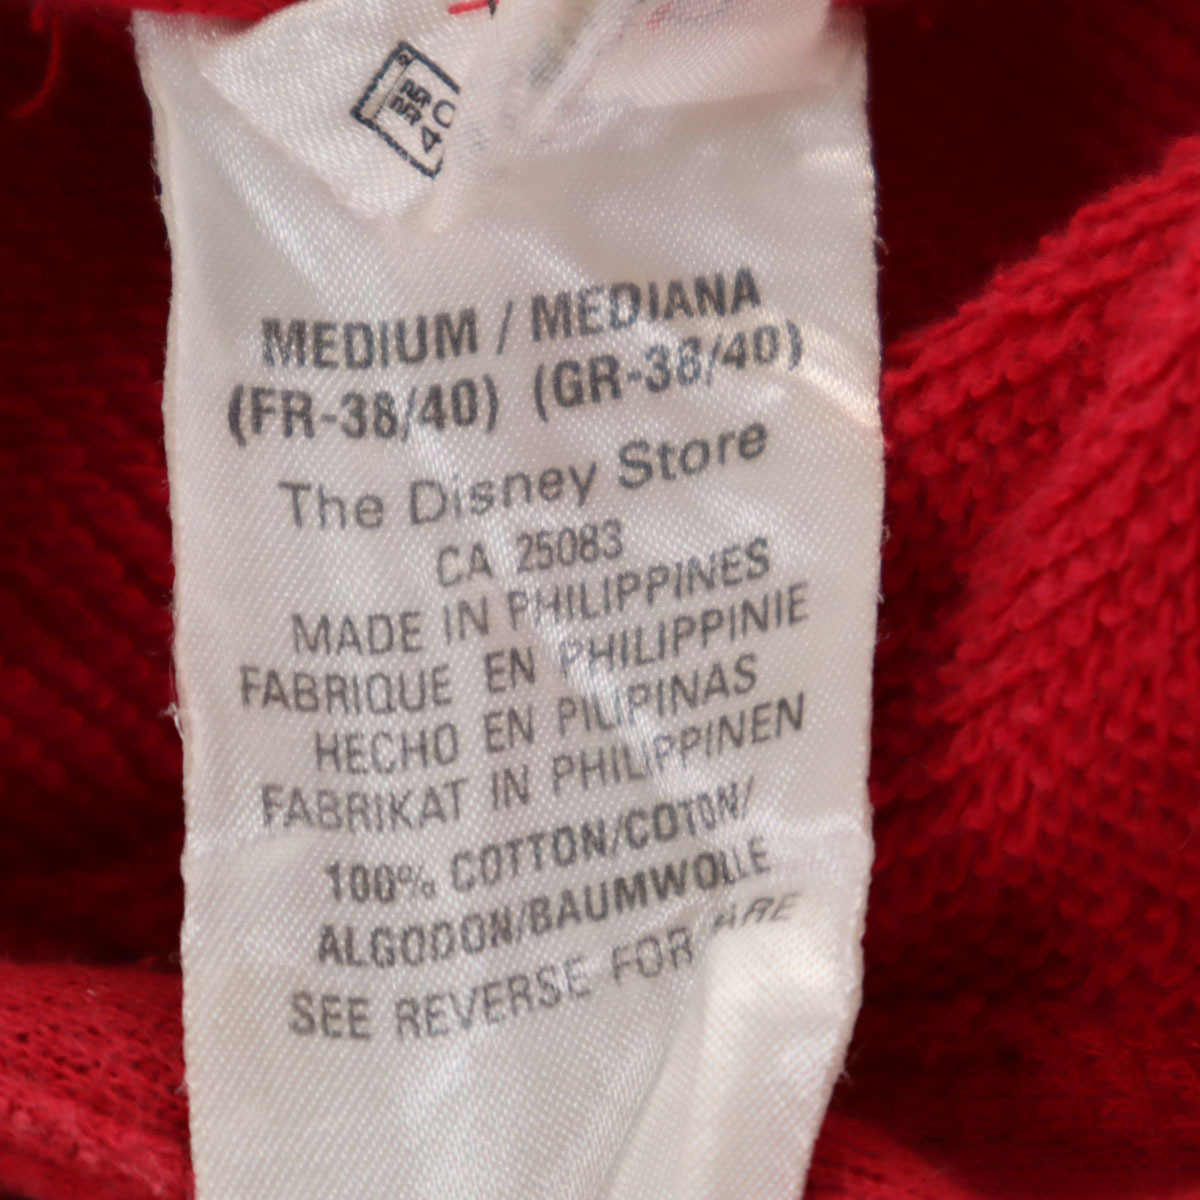 40
MEDIUM / MEDIANA
(FR-38/40) (GR-38/40)
The Disney Store
CA 25083
MADE IN PHILIPPINES
FABRIQUE EN PHILIPPINIE
HECHO EN PILIPINAS
FABRIKAT IN PHILIPPINEN
100% COTTON/COTON/
ALGODON/BAUMWOLLE
SEE REVERSE FOR